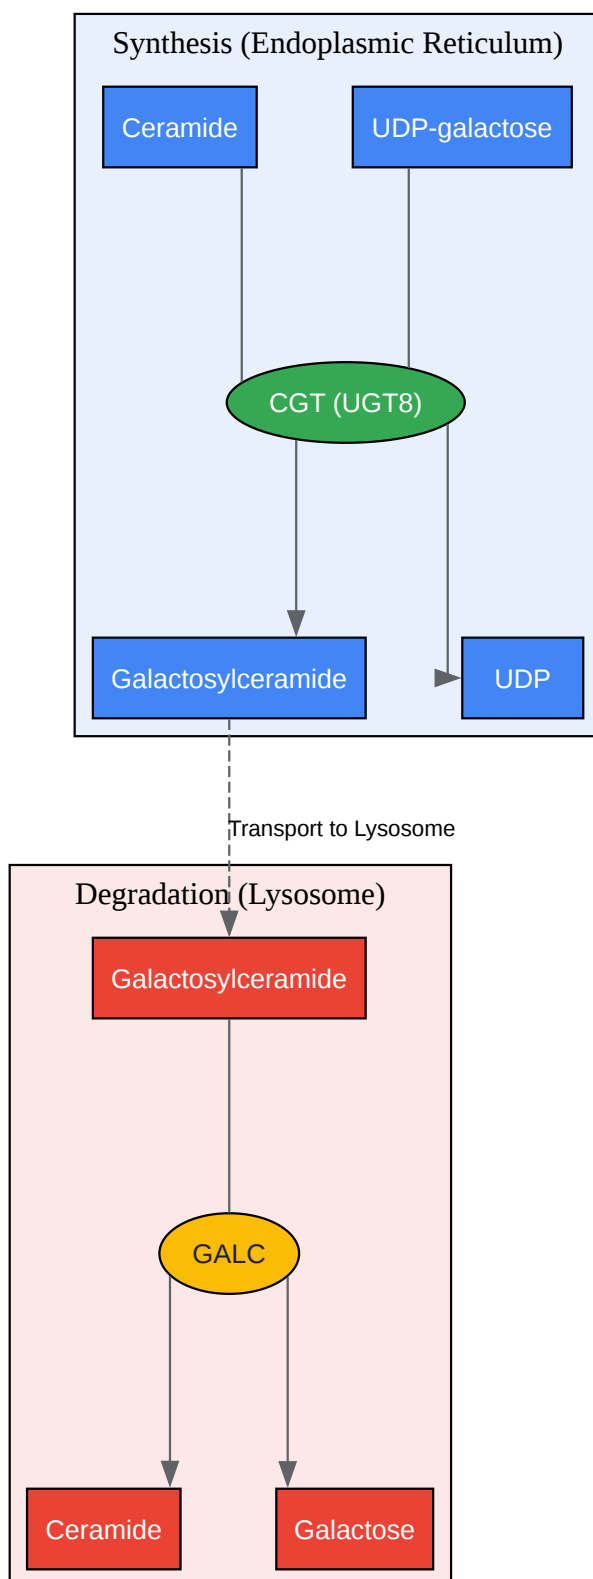 Synthesis (Endoplasmic Reticulum)
Ceramide
UDP-galactose
CGT (UGT8)
Galactosylceramide
UDP
Transport to Lysosome
Degradation (Lysosome)
Galactosylceramide
GALC
Ceramide
Galactose